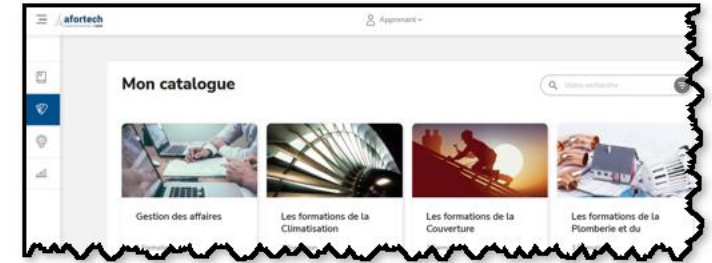 afortech
Apprenant
Mon catalogue
Votre recherche
Gestion des affaires
Les formations de la
Climatisation
Les formations de la
Couverture
Les formations de la
Plomberie et du